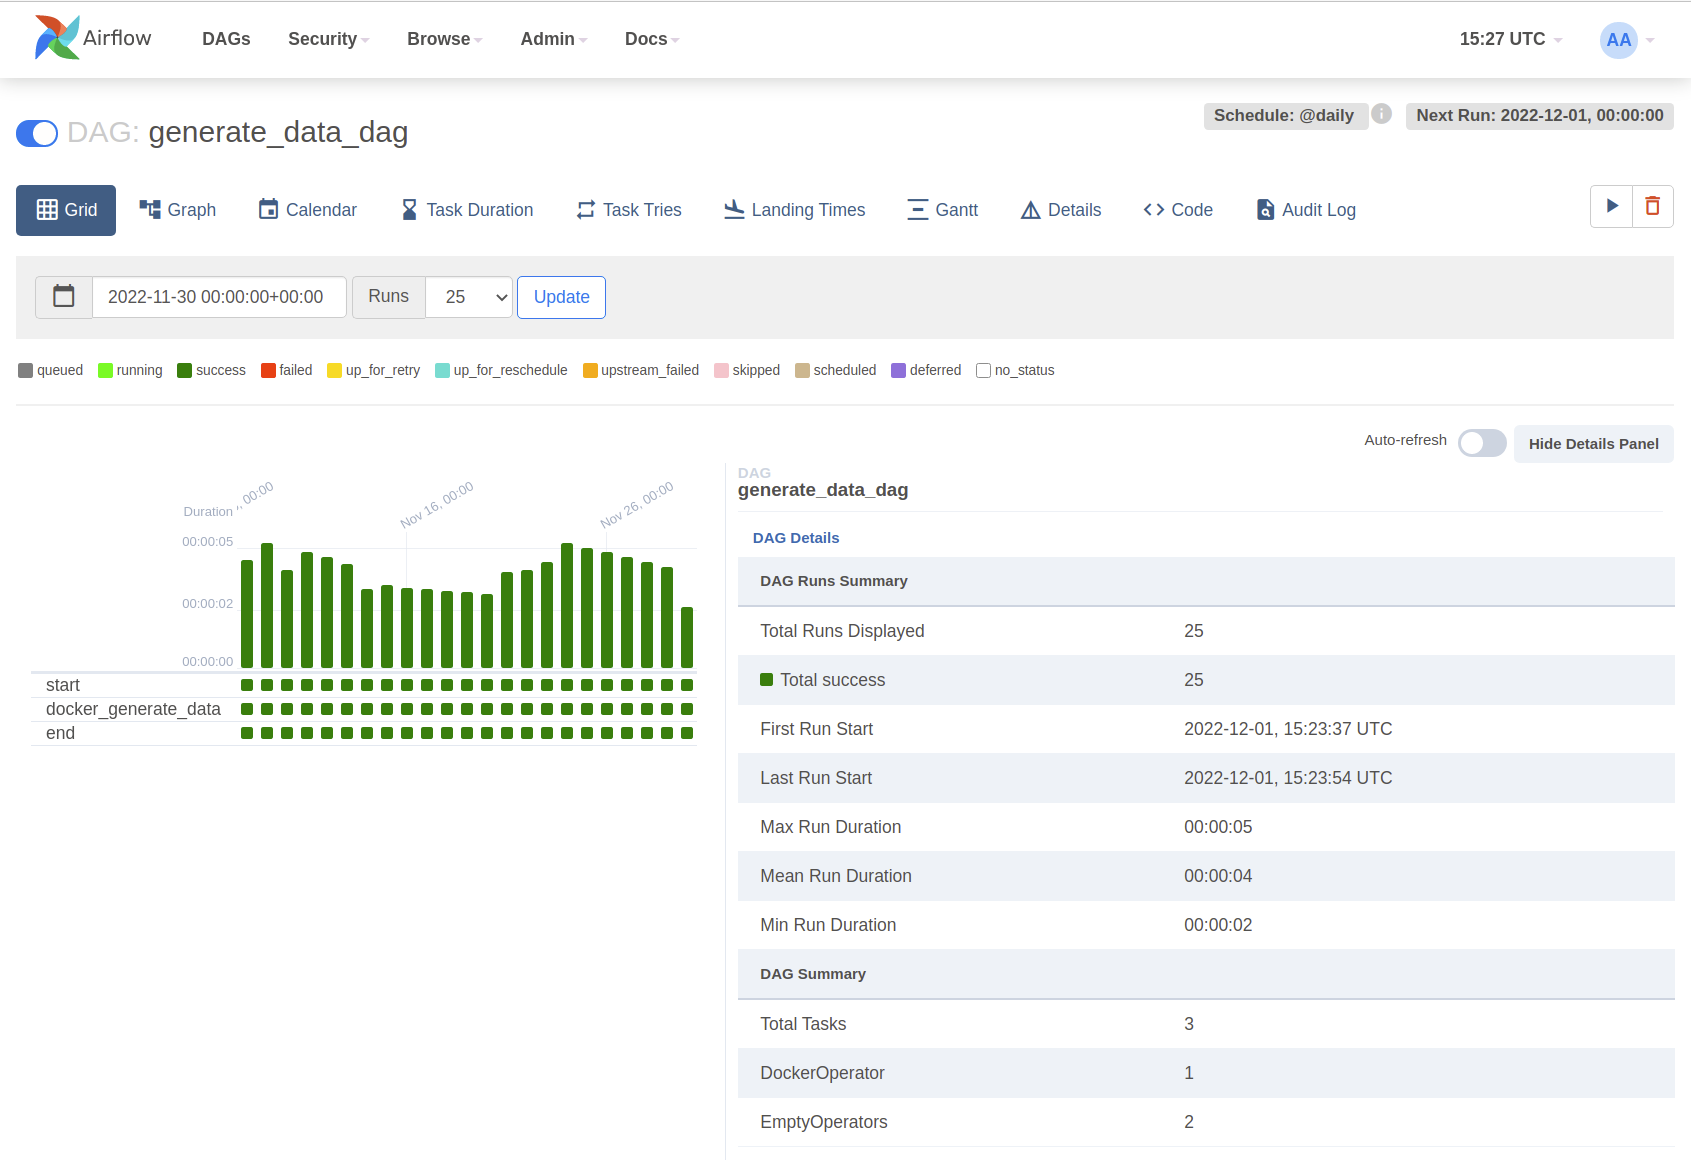 Airflow DAGs Security Browse Admin Docs 15:27 UTC AA
DAG: generate_data_dag Schedule: @daily i Next Run: 2022-12-01, 00:00:00
Grid Graph Calendar Task Duration Task Tries Landing Times Gantt Details Code Audit Log
2022-11-30 00:00:00+00:00 Runs 25 Update
queued running success failed up_for_retry up_for_reschedule upstream_failed skipped scheduled deferred no_status
Auto-refresh Hide Details Panel
Duration
, 00:00
Nov 16, 00:00
Nov 26, 00:00
00:00:05
00:00:02
00:00:00
start
docker_generate_data
end
DAG
generate_data_dag
DAG Details
DAG Runs Summary
Total Runs Displayed 25
Total success 25
First Run Start 2022-12-01, 15:23:37 UTC
Last Run Start 2022-12-01, 15:23:54 UTC
Max Run Duration 00:00:05
Mean Run Duration 00:00:04
Min Run Duration 00:00:02
DAG Summary
Total Tasks 3
DockerOperator 1
EmptyOperators 2